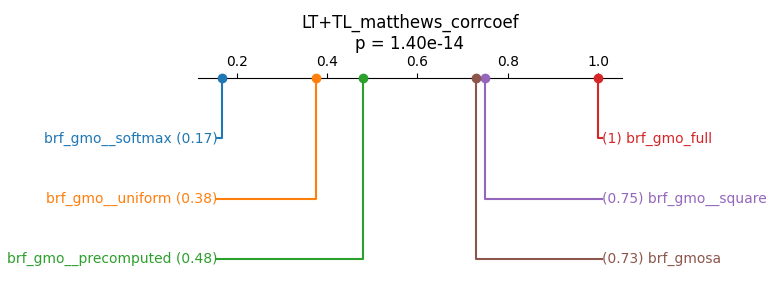 LT+TL_matthews_corrcoef
p = 1.40e-14
0.2 0.4 0.6 0.8 1.0
brf_gmo__softmax (0.17) (1) brf_gmo_full
brf_gmo__uniform (0.38) (0.75) brf_gmo__square
brf_gmo__precomputed (0.48) (0.73) brf_gmosa